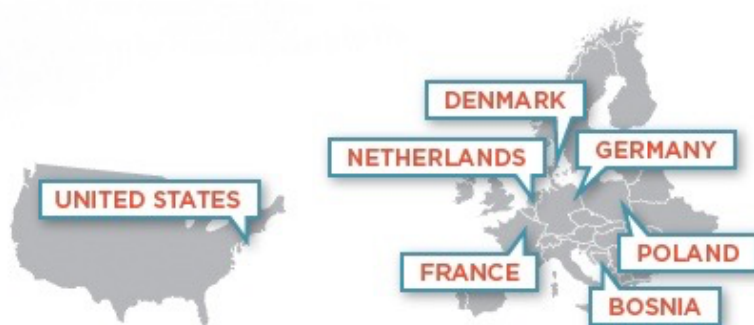 DENMARK
NETHERLANDS
GERMANY
UNITED STATES
POLAND
FRANCE
BOSNIA